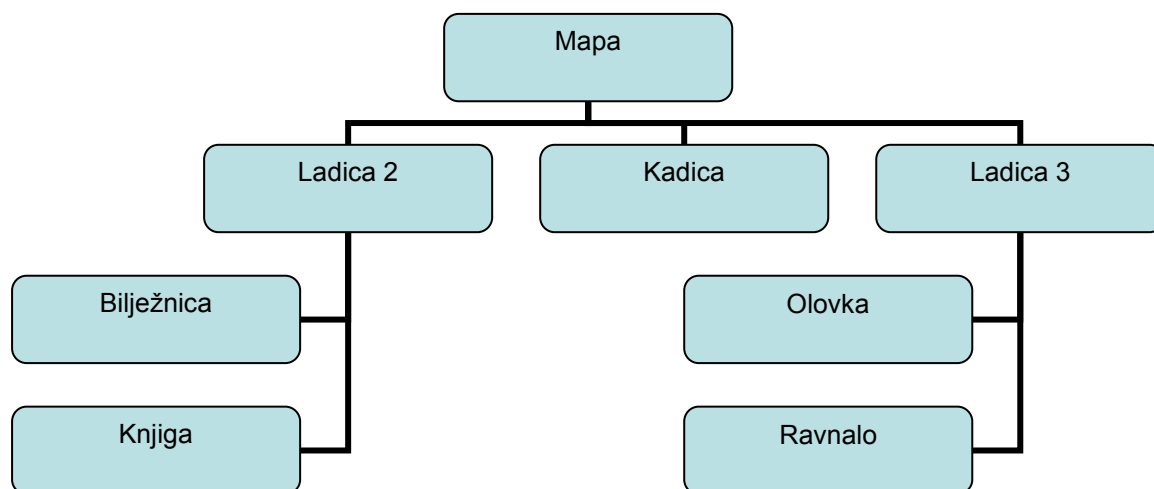 Mapa
Ladica 2
Kadica
Ladica 3
Bilježnica
Olovka
Knjiga
Ravnalo